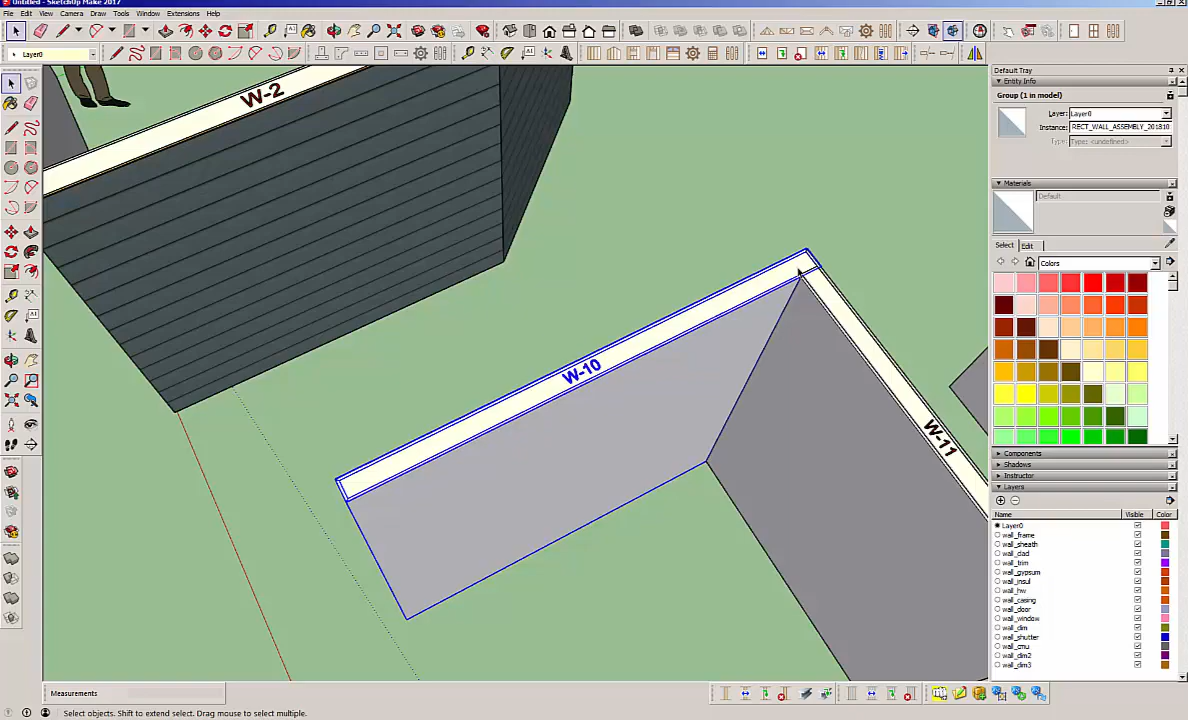 Untitled - SketchUp Make 2017
File Edit View Camera Draw Tools Window Extensions Help
Layer0
Default Tray
Entity Info
Group (1 in model)
Layer: Layer0
Instance: RECT_WALL_ASSEMBLY_201810
Type: Type: <undefined>
Materials
Default
Select Edit
Colors
W-2
W-10
W-11
Components
Shadows
Instructor
Layers
Name Visible Color
Layer0
wall_frame
wall_sheath
wall_clad
wall_trim
wall_gypsum
wall_insul
wall_hw
wall_casing
wall_door
wall_window
wall_dim
wall_shutter
wall_cmu
wall_dim2
wall_dim3
Measurements
Select objects. Shift to extend select. Drag mouse to select multiple.